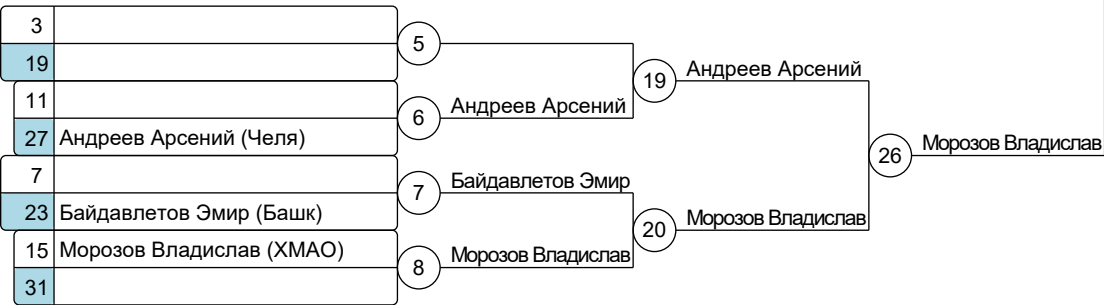 3
19
5
11
27 Андреев Арсений (Челя)
6
Андреев Арсений
19
Андреев Арсений
7
23 Байдавлетов Эмир (Башк)
7
Байдавлетов Эмир
15 Морозов Владислав (ХМАО)
31
8
Морозов Владислав
20
Морозов Владислав
26
Морозов Владислав